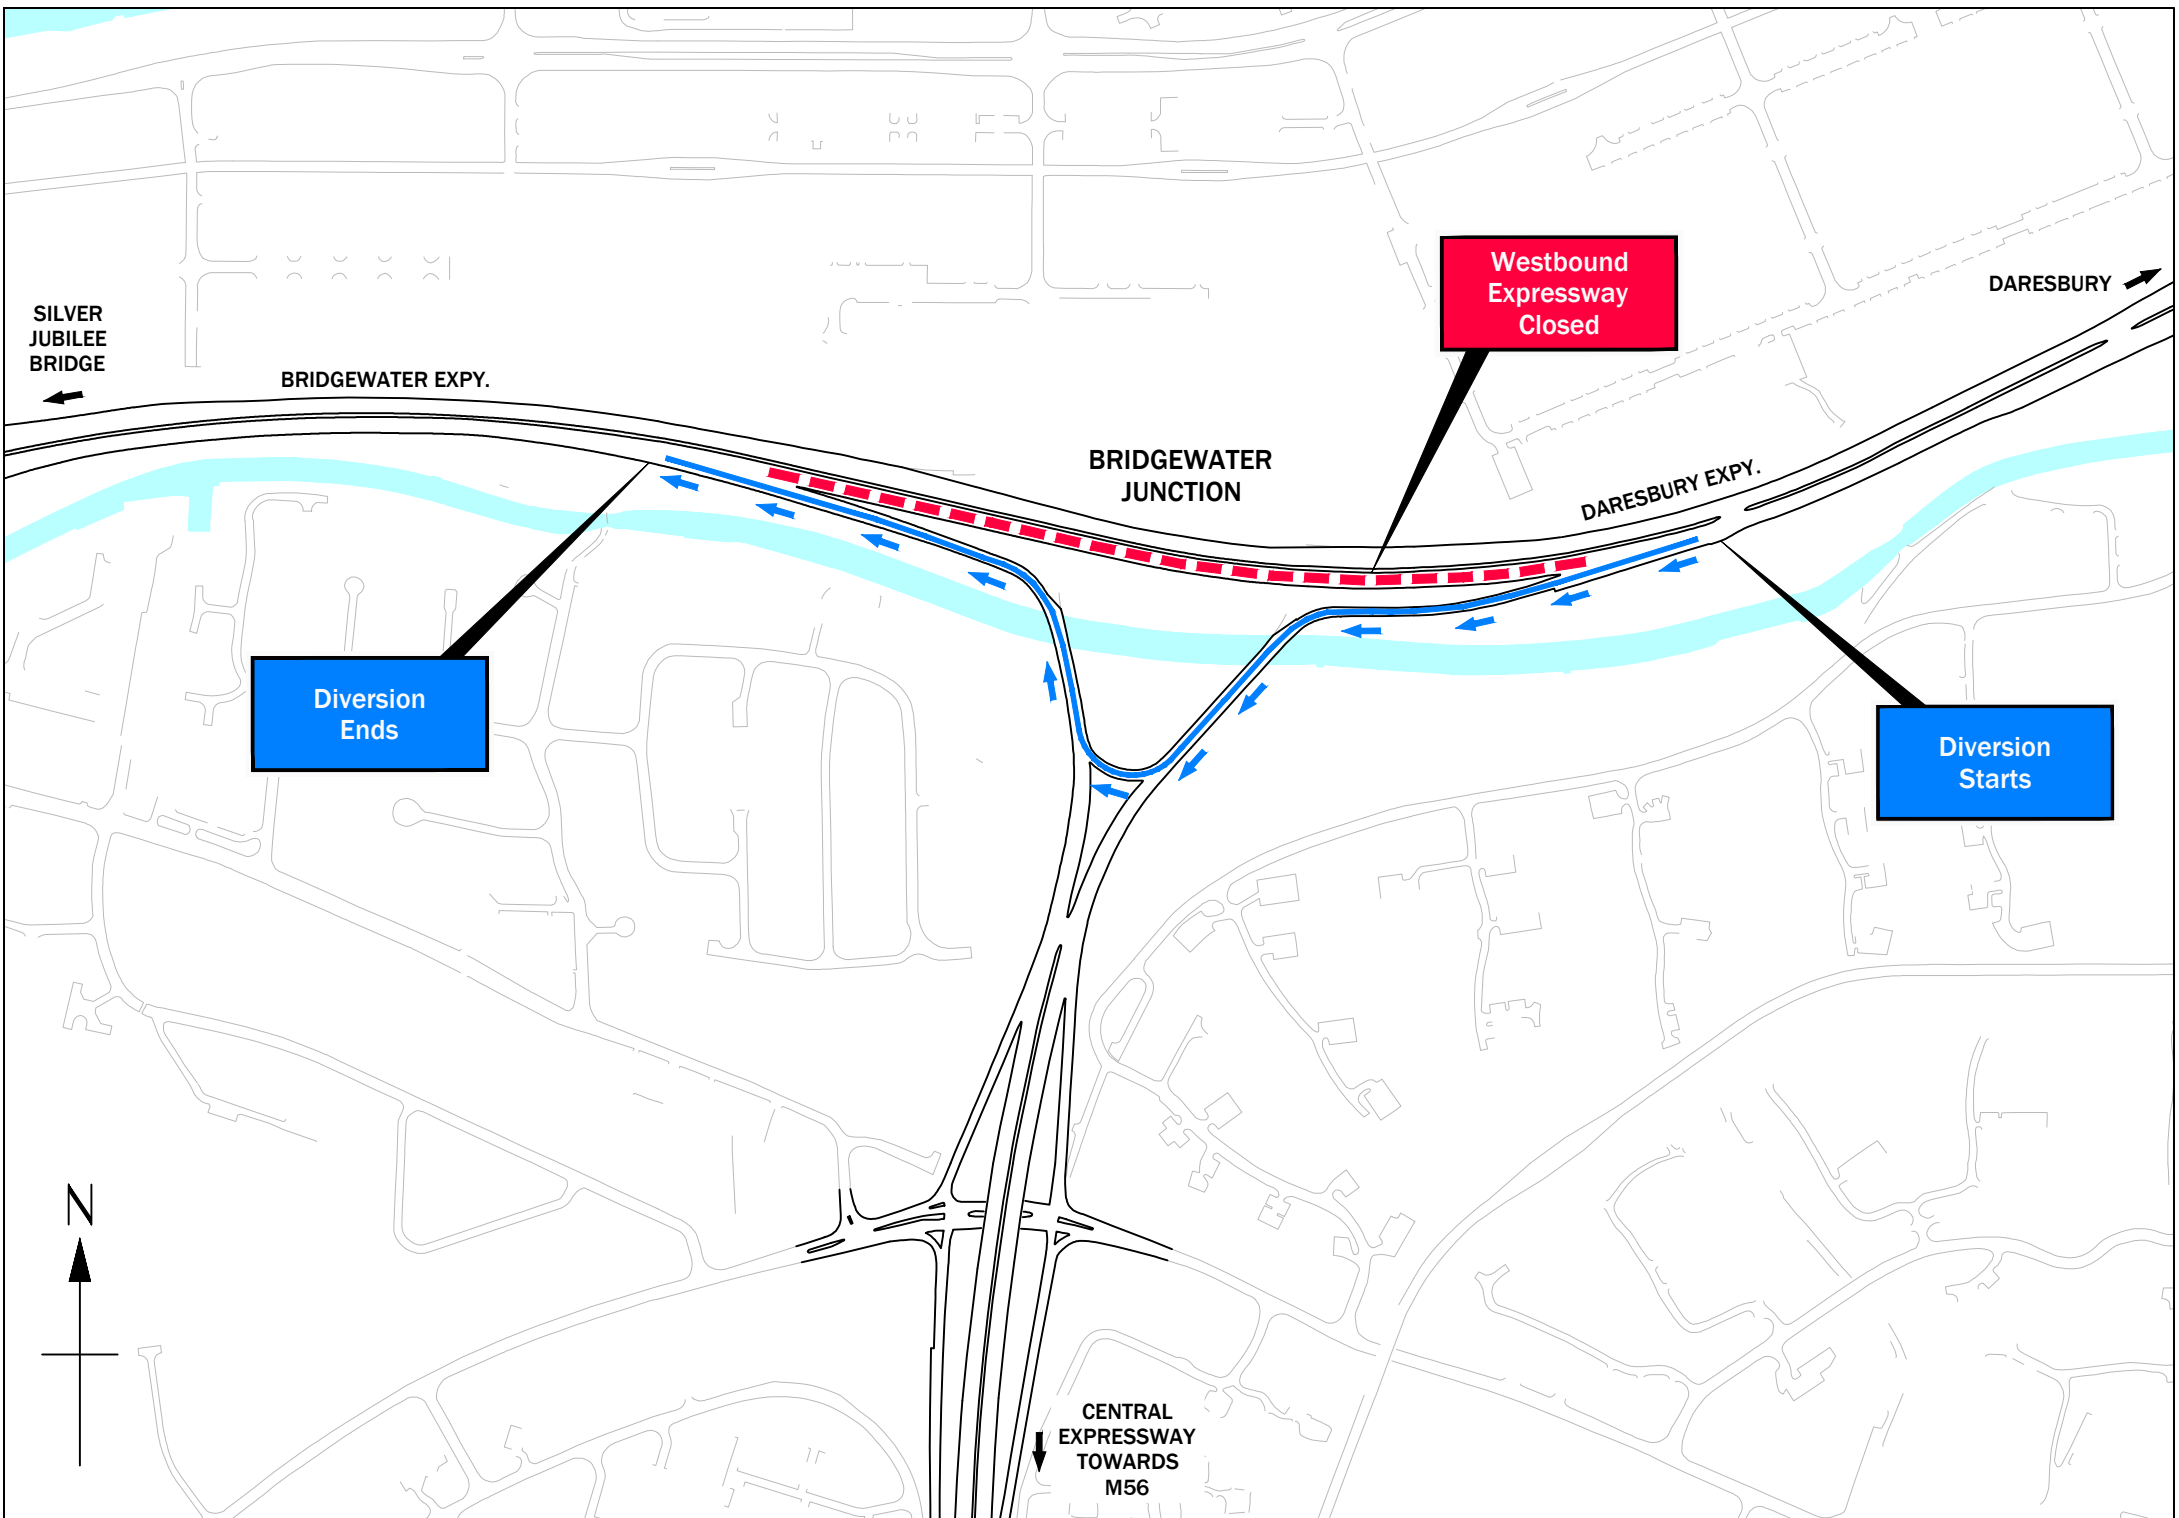 Westbound
Expressway
Closed
DARESBURY
SILVER
JUBILEE
BRIDGE
BRIDGEWATER EXPY.
BRIDGEWATER
JUNCTION
DARESBURY EXPY.
Diversion
Ends
Diversion
Starts
N
CENTRAL
EXPRESSWAY
TOWARDS
M56